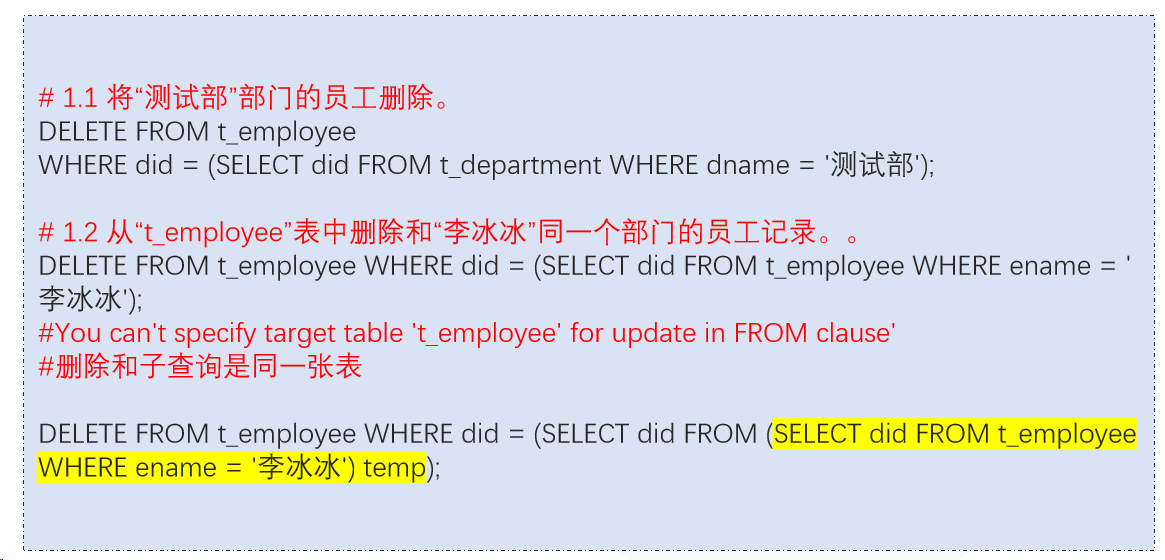 # 1.1 将“测试部”部门的员工删除。
DELETE FROM t_employee
WHERE did = (SELECT did FROM t_department WHERE dname = '测试部');
# 1.2 从“t_employee”表中删除和“李冰冰”同一个部门的员工记录。。
DELETE FROM t_employee WHERE did = (SELECT did FROM t_employee WHERE ename = '
李冰冰');
#You can't specify target table 't_employee' for update in FROM clause'
#删除和子查询是同一张表
DELETE FROM t_employee WHERE did = (SELECT did FROM (SELECT did FROM t_employee
WHERE ename = '李冰冰') temp);